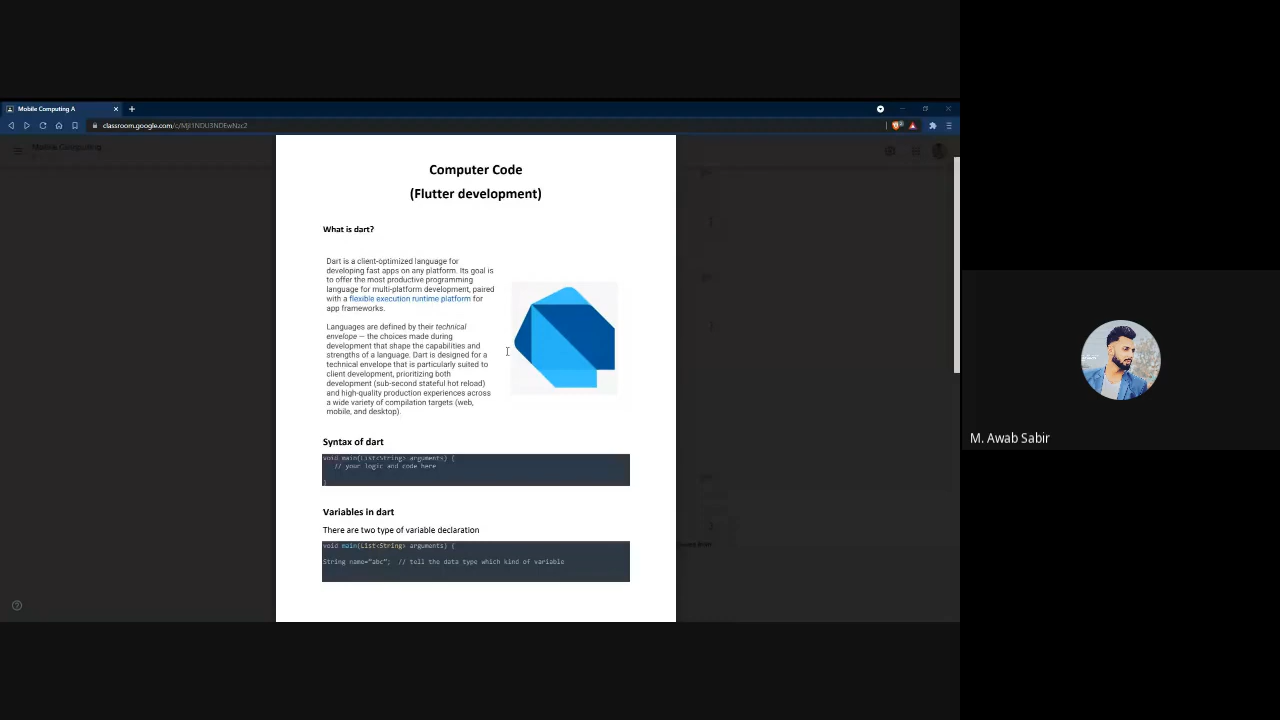 Mobile Computing A
classroom.google.com/c/MjI1NDU3NDEwNzc2
Mobile Computing
Computer Code
(Flutter development)
What is dart?
Dart is a client-optimized language for
developing fast apps on any platform. Its goal is
to offer the most productive programming
language for multi-platform development, paired
with a flexible execution runtime platform for
app frameworks.
Languages are defined by their technical
envelope — the choices made during
development that shape the capabilities and
strengths of a language. Dart is designed for a
technical envelope that is particularly suited to
client development, prioritizing both
development (sub-second stateful hot reload)
and high-quality production experiences across
a wide variety of compilation targets (web,
mobile, and desktop).
Syntax of dart
void main(List<String> arguments) {
// your logic and code here
}
Variables in dart
There are two type of variable declaration
void main(List<String> arguments) {
String name="abc"; // tell the data type which kind of variable
M. Awab Sabir